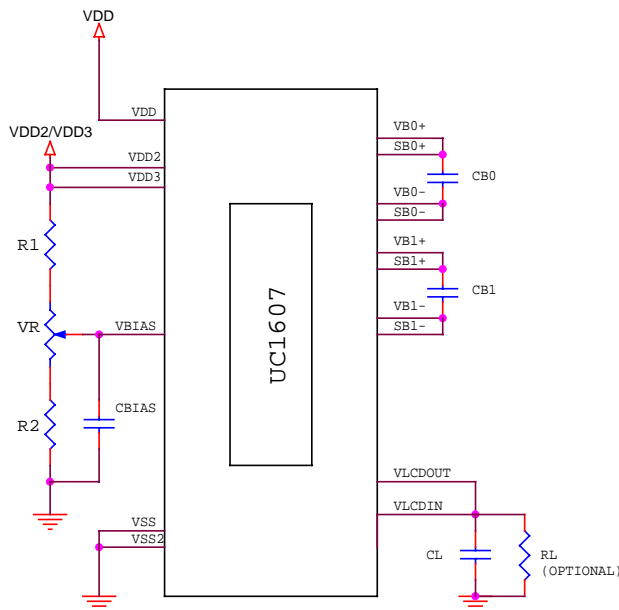 VDD
VDD
VDD2/VDD3
VDD2
VDD3
R1
VR
VBIAS
CBIAS
R2
VSS
VSS2
UC1607
VB0+
SB0+
CB0
VB0-
SB0-
VB1+
SB1+
CB1
VB1-
SB1-
VLCDOUT
VLCDIN
CL
RL
(OPTIONAL)